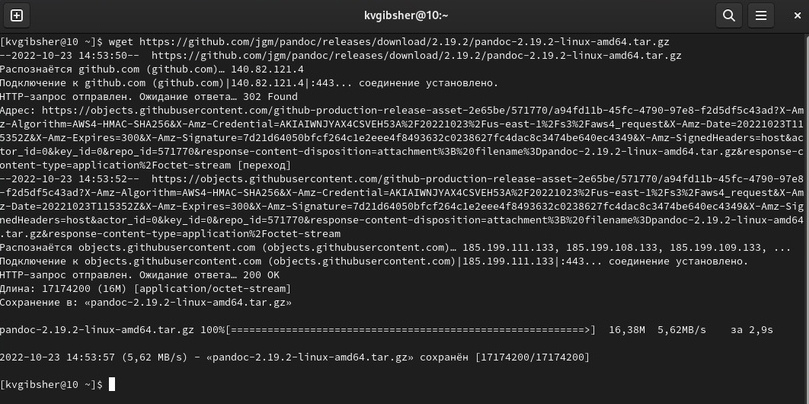 kvgibsher@10:~
[kvgibsher@10 ~]$ wget https://github.com/jgm/pandoc/releases/download/2.19.2/pandoc-2.19.2-linux-amd64.tar.gz
--2022-10-23 14:53:50--  https://github.com/jgm/pandoc/releases/download/2.19.2/pandoc-2.19.2-linux-amd64.tar.gz
Распознаётся github.com (github.com)… 140.82.121.4
Подключение к github.com (github.com)|140.82.121.4|:443... соединение установлено.
HTTP-запрос отправлен. Ожидание ответа… 302 Found
Адрес: https://objects.githubusercontent.com/github-production-release-asset-2e65be/571770/a94fd11b-45fc-4790-97e8-f2d5df5c43ad?X-Am
z-Algorithm=AWS4-HMAC-SHA256&X-Amz-Credential=AKIAIWNJYAX4CSVEH53A%2F20221023%2Fus-east-1%2Fs3%2Faws4_request&X-Amz-Date=20221023T11
5352Z&X-Amz-Expires=300&X-Amz-Signature=7d21d64050bfcf264c1e2eee4f8493632c0238627fc4dac8c3474be640ec4349&X-Amz-SignedHeaders=host&ac
tor_id=0&key_id=0&repo_id=571770&response-content-disposition=attachment%3B%20filename%3Dpandoc-2.19.2-linux-amd64.tar.gz&response-c
ontent-type=application%2Foctet-stream [переход]
--2022-10-23 14:53:52--  https://objects.githubusercontent.com/github-production-release-asset-2e65be/571770/a94fd11b-45fc-4790-97e8
-f2d5df5c43ad?X-Amz-Algorithm=AWS4-HMAC-SHA256&X-Amz-Credential=AKIAIWNJYAX4CSVEH53A%2F20221023%2Fus-east-1%2Fs3%2Faws4_request&X-Am
z-Date=20221023T115352Z&X-Amz-Expires=300&X-Amz-Signature=7d21d64050bfcf264c1e2eee4f8493632c0238627fc4dac8c3474be640ec4349&X-Amz-Sig
nedHeaders=host&actor_id=0&key_id=0&repo_id=571770&response-content-disposition=attachment%3B%20filename%3Dpandoc-2.19.2-linux-amd64
.tar.gz&response-content-type=application%2Foctet-stream
Распознаётся objects.githubusercontent.com (objects.githubusercontent.com)… 185.199.111.133, 185.199.108.133, 185.199.109.133, ...
Подключение к objects.githubusercontent.com (objects.githubusercontent.com)|185.199.111.133|:443... соединение установлено.
HTTP-запрос отправлен. Ожидание ответа… 200 OK
Длина: 17174200 (16M) [application/octet-stream]
Сохранение в: «pandoc-2.19.2-linux-amd64.tar.gz»
pandoc-2.19.2-linux-amd64.tar.gz 100%[==========================================================>]  16,38M  5,62MB/s    за 2,9s
2022-10-23 14:53:57 (5,62 MB/s) - «pandoc-2.19.2-linux-amd64.tar.gz» сохранён [17174200/17174200]
[kvgibsher@10 ~]$